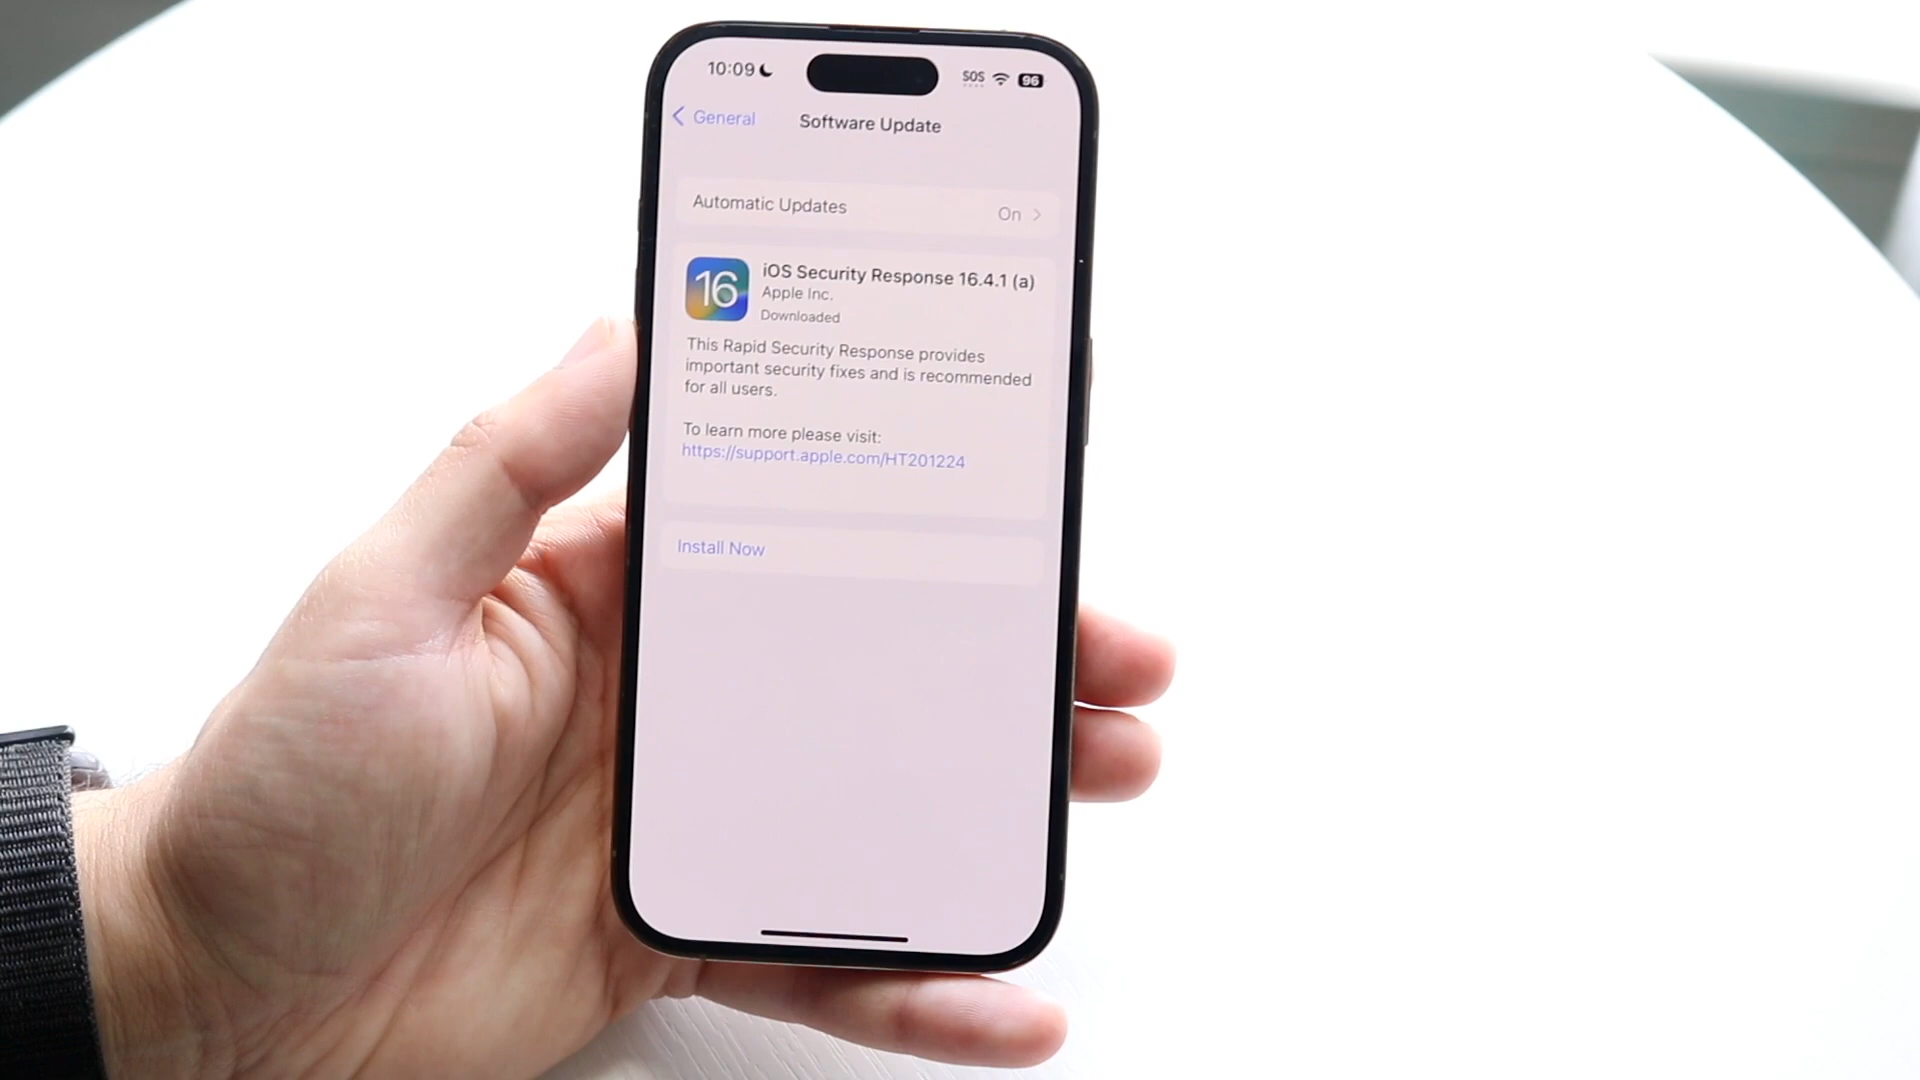 10:09
SOS
96
General
Software Update
Automatic Updates
On
16
iOS Security Response 16.4.1 (a)
Apple Inc.
Downloaded
This Rapid Security Response provides
important security fixes and is recommended
for all users.
To learn more please visit:
https://support.apple.com/HT201224
Install Now